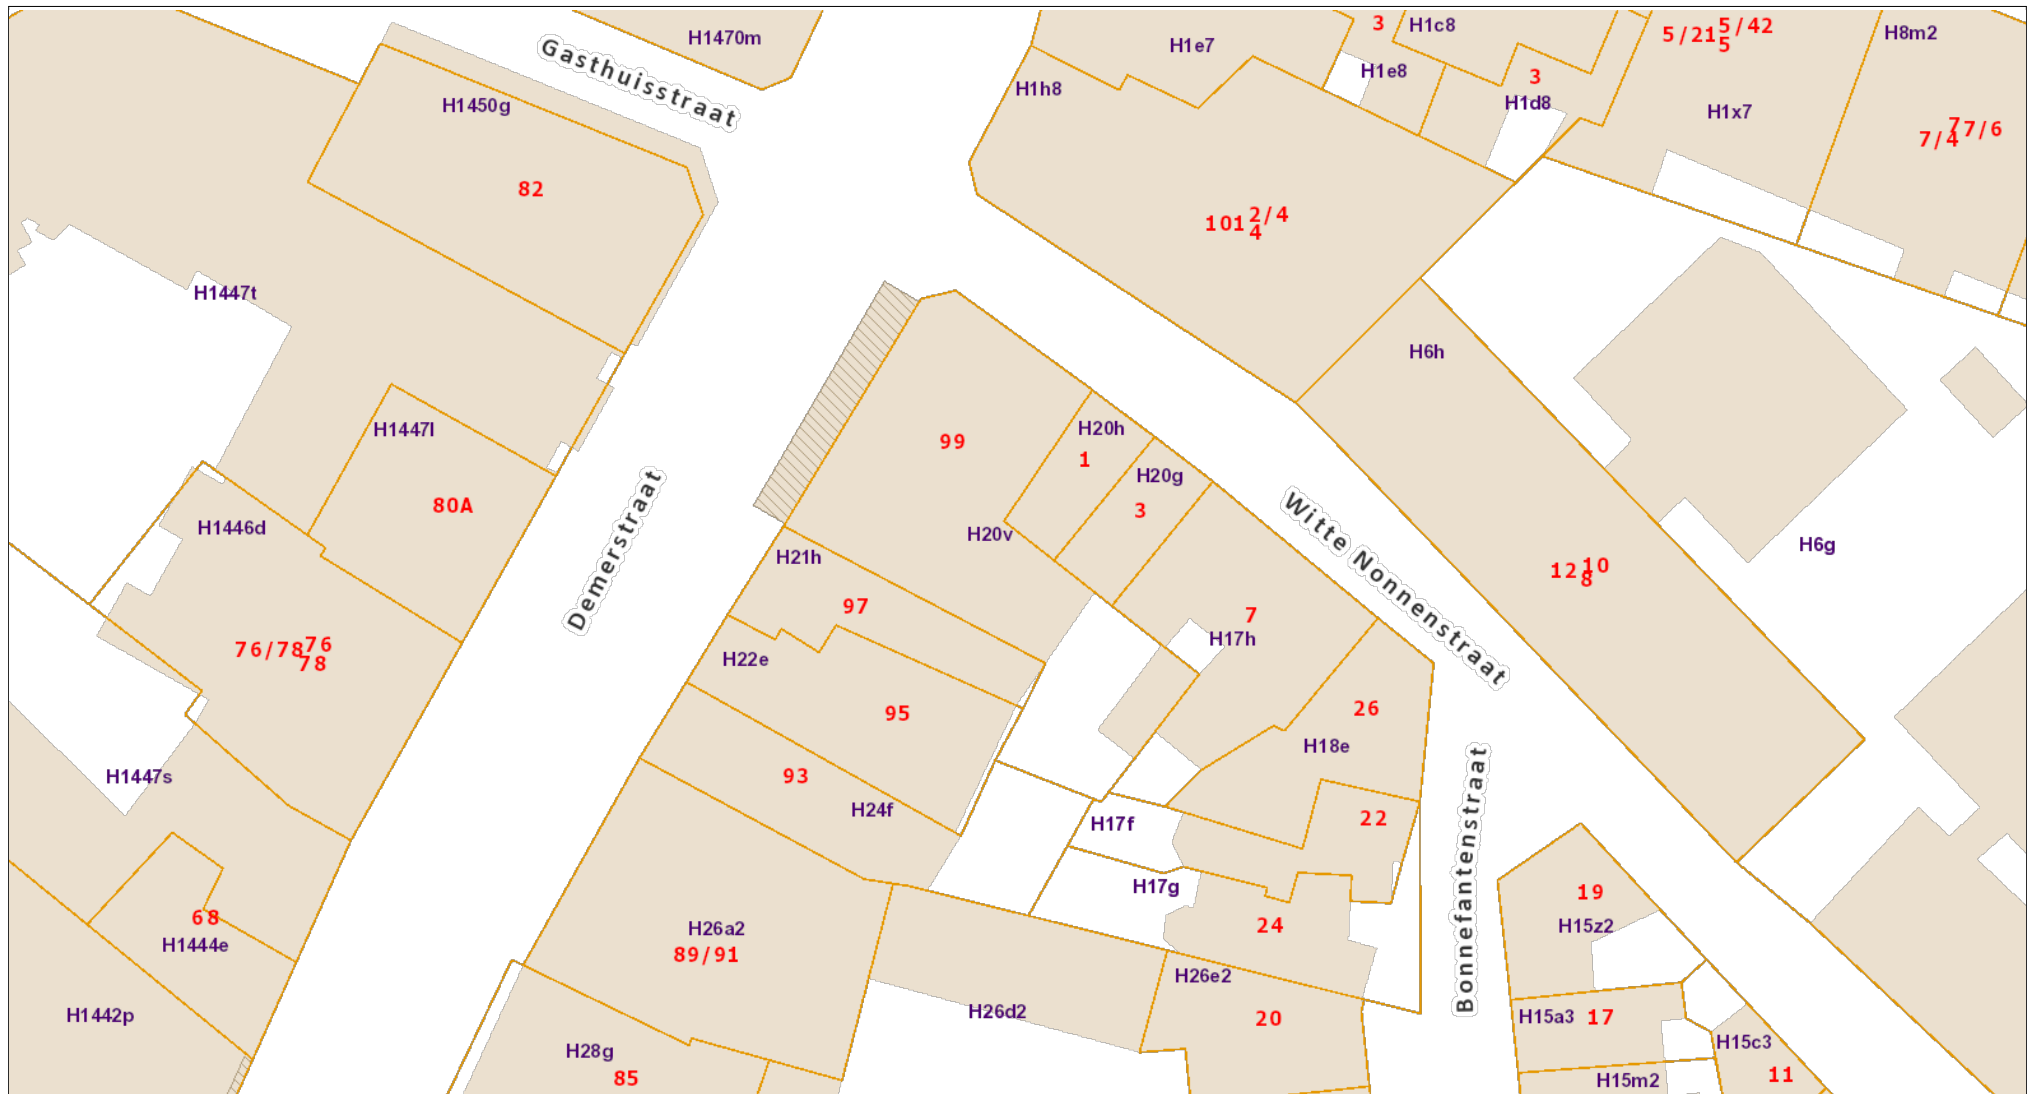 H1470m
Gasthuisstraat
H1450g
82
H1e7
3
H1c8
H1e8
3
H1d8
H1h8
5/21
5/42
5
H1x7
H8m2
7
7/6
7/4
101
2/4
4
H1447t
H6h
H1447l
80A
H1446d
99
H20h
1
H20g
3
H20v
Demerstraat
Witte Nonnenstraat
H6g
12
10
8
H21h
97
7
H17h
76/78
76
78
H22e
95
26
H18e
H1447s
93
H24f
22
H17f
H17g
Bonnefantenstraat
19
H15z2
68
H1444e
H26a2
89/91
24
H26e2
H26d2
20
H1442p
H15a3
17
H15c3
11
H15m2
H28g
85